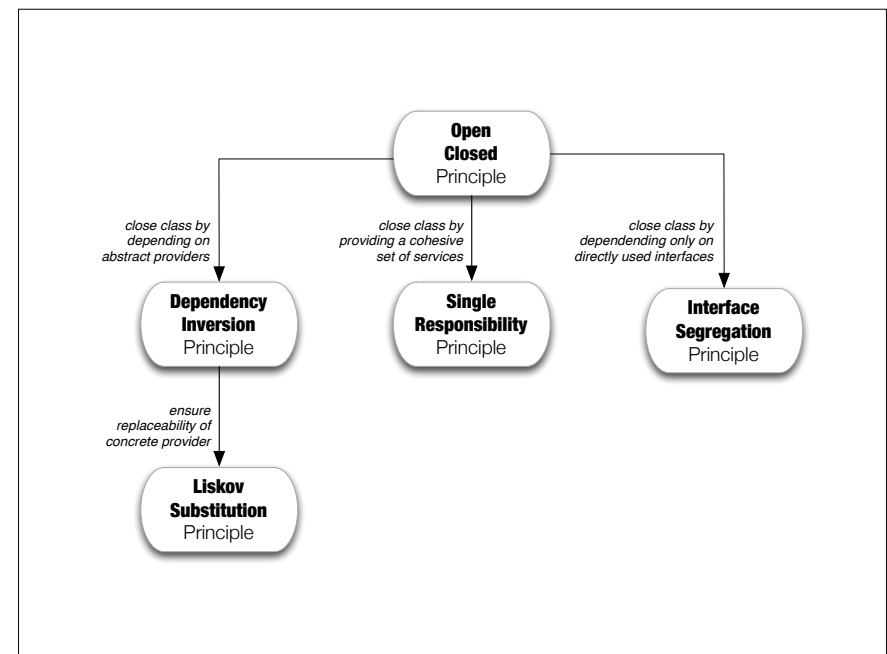 Open
Closed
Principle
close class by
depending on
abstract providers
close class by
providing a cohesive
set of services
close class by
dependending only on
directly used interfaces
Dependency
Inversion
Principle
Single
Responsibility
Principle
Interface
Segregation
Principle
ensure
replaceability of
concrete provider
Liskov
Substitution
Principle